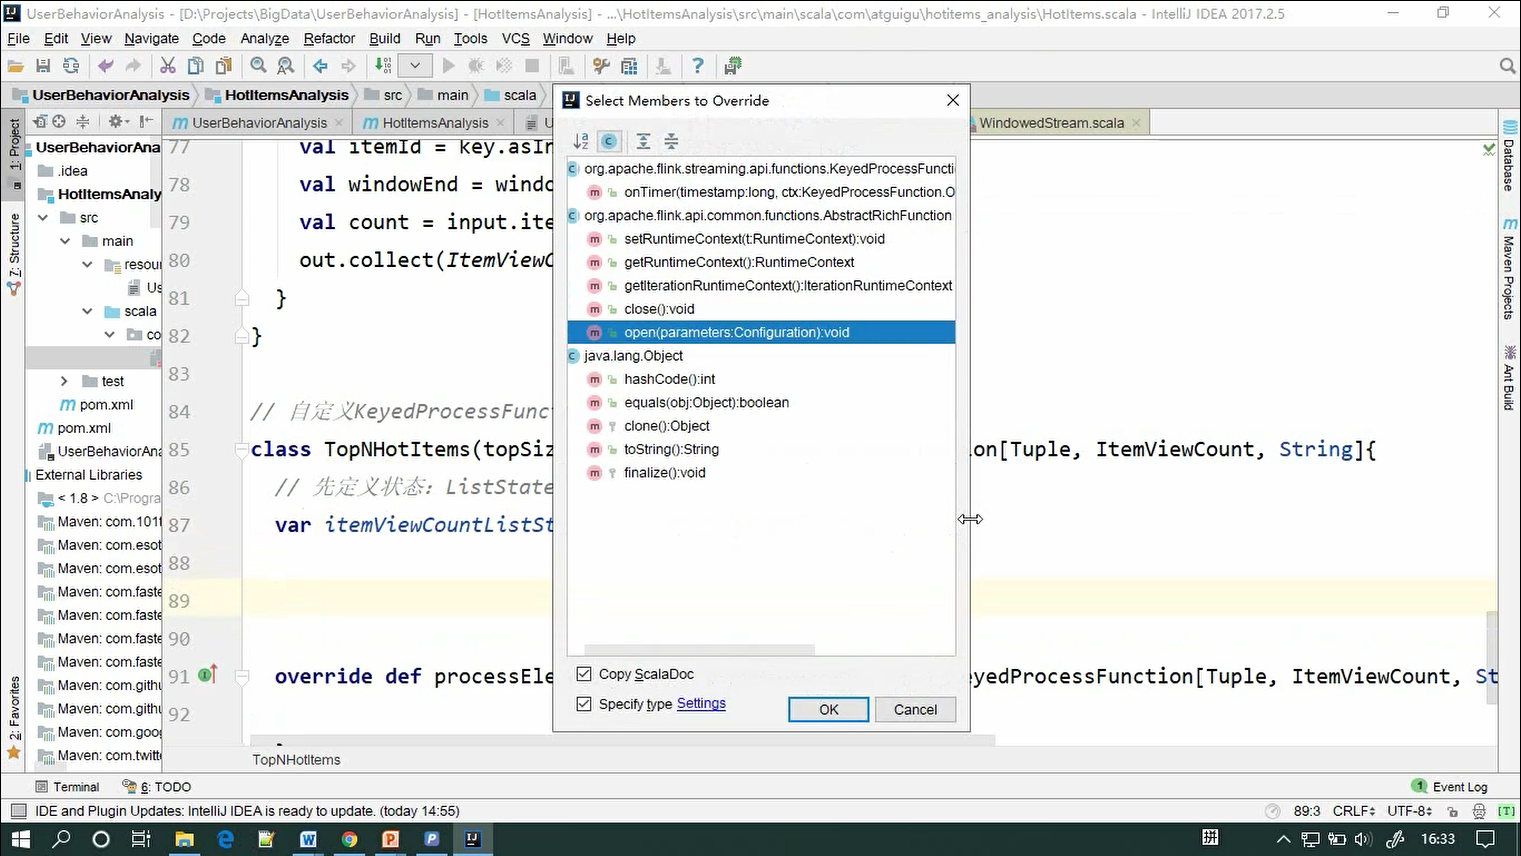 UserBehaviorAnalysis - [D:\Projects\BigData\UserBehaviorAnalysis] - [HotItemsAnalysis] - ...\HotItemsAnalysis\src\main\scala\com\atguigu\hotitems_analysis\HotItems.scala - IntelliJ IDEA 2017.2.5
File Edit View Navigate Code Analyze Refactor Build Run Tools VCS Window Help
UserBehaviorAnalysis HotItemsAnalysis src main scala
UserBehaviorAnalysis HotItemsAnalysis U WindowedStream.scala
1: Project
7: Structure
2: Favorites
UserBehaviorAna
.idea
HotItemsAnalys
src
main
resou
Us
scala
co
test
pom.xml
pom.xml
UserBehaviorAna
External Libraries
< 1.8 > C:\Progra
Maven: com.101t
Maven: com.esot
Maven: com.esot
Maven: com.faste
Maven: com.faste
Maven: com.faste
Maven: com.faste
Maven: com.githu
Maven: com.githu
Maven: com.goog
Maven: com.twitte
77 val itemId = key.asIn
78 val windowEnd = windo
79 val count = input.ite
80 out.collect(ItemViewC
81 }
82 }
83
84 // 自定义KeyedProcessFunct
85 class TopNHotItems(topSiz on[Tuple, ItemViewCount, String]{
86 // 先定义状态：ListState
87 var itemViewCountListSt
88
89
90
91 override def processEle eyedProcessFunction[Tuple, ItemViewCount, St
92
TopNHotItems
Select Members to Override
org.apache.flink.streaming.api.functions.KeyedProcessFuncti
onTimer(timestamp:long, ctx:KeyedProcessFunction.O
org.apache.flink.api.common.functions.AbstractRichFunction
setRuntimeContext(t:RuntimeContext):void
getRuntimeContext():RuntimeContext
getIterationRuntimeContext():IterationRuntimeContext
close():void
open(parameters:Configuration):void
java.lang.Object
hashCode():int
equals(obj:Object):boolean
clone():Object
toString():String
finalize():void
Copy ScalaDoc
Specify type Settings
OK Cancel
Database
Maven Projects
Ant Build
Terminal 6: TODO 1 Event Log
IDE and Plugin Updates: IntelliJ IDEA is ready to update. (today 14:55) 89:3 CRLF UTF-8 [T]
拼 16:33